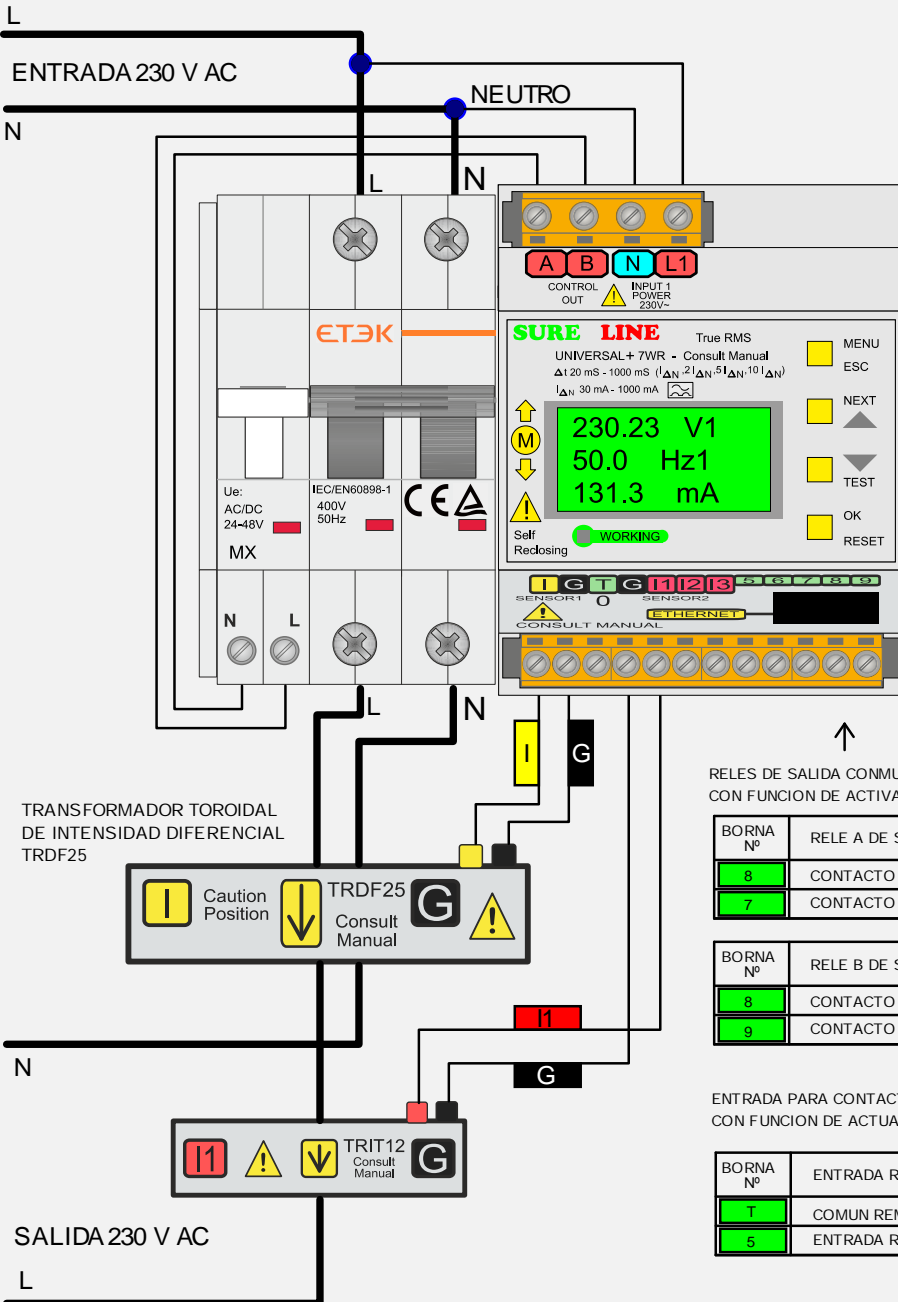 L
ENTRADA 230 V AC
NEUTRO
N
L
N
A B N L1
CONTROL OUT
INPUT 1 POWER 230V~
ETEK
SURE LINE
True RMS
UNIVERSAL+ 7WR - Consult Manual
Δt 20 mS - 1000 mS (IΔN ,2IΔN,5IΔN,10IΔN)
IΔN 30 mA - 1000 mA
MENU
ESC
NEXT
TEST
OK
RESET
M
230.23 V1
50.0 Hz1
131.3 mA
Self
Reclosing
WORKING
Ue:
AC/DC
24-48V
MX
IEC/EN60898-1
400V
50Hz
CE
I G T G I1 I2 I3 5 6 7 8 9
SENSOR1
O
SENSOR2
ETHERNET
CONSULT MANUAL
N
L
L
N
I
G
TRANSFORMADOR TOROIDAL
DE INTENSIDAD DIFERENCIAL
TRDF25
I
Caution
Position
TRDF25
Consult
Manual
G
I1
G
N
I1
TRIT12
Consult
Manual
G
SALIDA 230 V AC
L
RELES DE SALIDA CONMU
CON FUNCION DE ACTIVA
BORNA
Nº
RELE A DE S
8 CONTACTO
7 CONTACTO
BORNA
Nº
RELE B DE S
8 CONTACTO
9 CONTACTO
ENTRADA PARA CONTACT
CON FUNCION DE ACTUA
BORNA
Nº
ENTRADA R
T COMUN REM
5 ENTRADA R